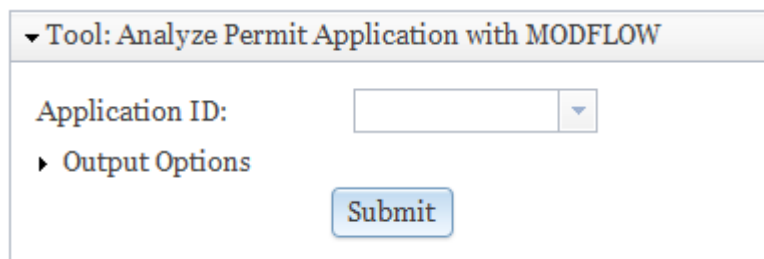 Tool: Analyze Permit Application with MODFLOW
Application ID:
Output Options
Submit